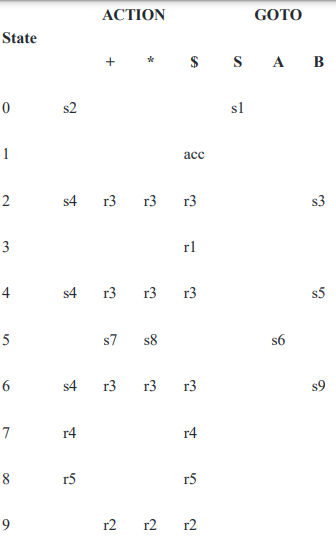 ACTION GOTO
State
+ * $ S A B
0 s2 s1
1 acc
2 s4 r3 r3 r3 s3
3 r1
4 s4 r3 r3 r3 s5
5 s7 s8 s6
6 s4 r3 r3 r3 s9
7 r4 r4
8 r5 r5
9 r2 r2 r2